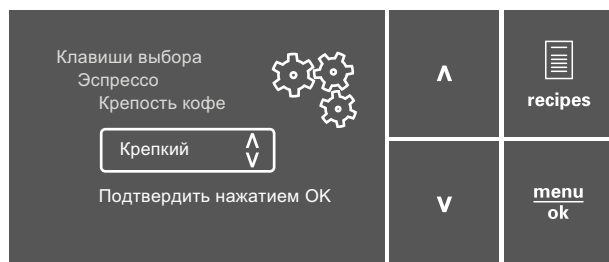 Клавиши выбора
Эспрессо
Крепость кофе
Крепкий
Подтвердить нажатием OK
recipes
menu
ok